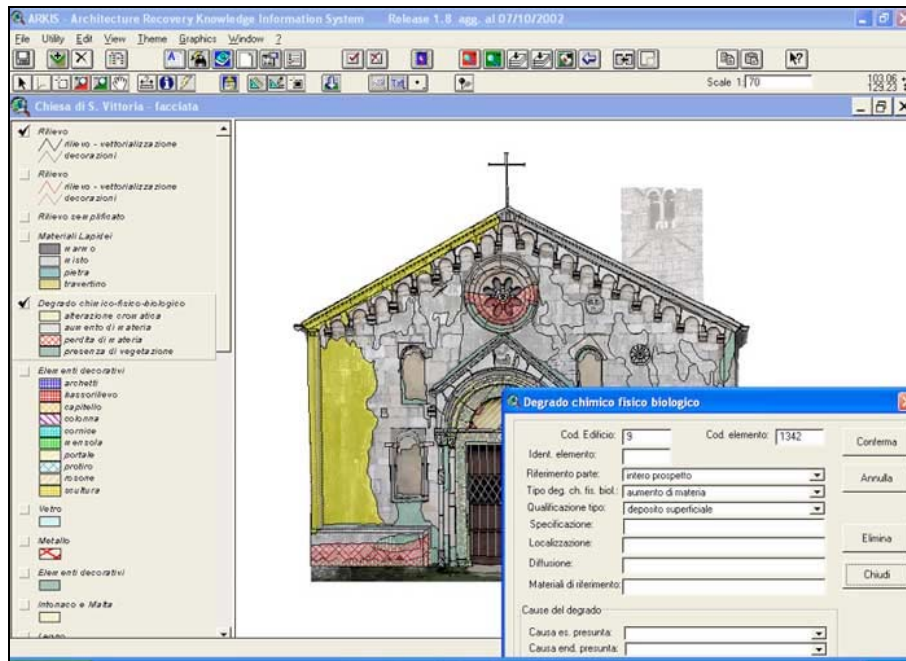 ARKIS - Architecture Recovery Knowledge Information System Release 1.8 agg. al 07/10/2002
File Utility Edit View Theme Graphics Window ?
Scale 1: 70
103.06
129.23
Chiesa di S. Vittoria - facciata
Rilievo
rilievo - vettorializzazione
decorazioni
Rilievo
rilievo - vettorializzazione
decorazioni
Rilievo semplificato
Materiali Lapidei
marmo
misto
pietra
travertino
Degrado chimico-fisico-biologico
alterazione cromatica
aumento di materia
perdita di materia
presenza di vegetazione
Elementi decorativi
archetti
bassorilievo
capitello
colonna
cornice
mensola
portale
protiro
rosone
scultura
Vetro
Metallo
Elementi decorativi
Intonaco e Malta
Degrado chimico fisico biologico
Cod. Edificio: 9 Cod. elemento: 1342
Conferma
Ident. elemento:
Riferimento parte: intero prospetto
Annulla
Tipo deg. ch. fis. biol.: aumento di materia
Qualificazione tipo: deposito superficiale
Specificazione:
Localizzazione:
Elimina
Diffusione:
Chiudi
Materiali di riferimento:
Cause del degrado
Causa es. presunta:
Causa end. presunta: